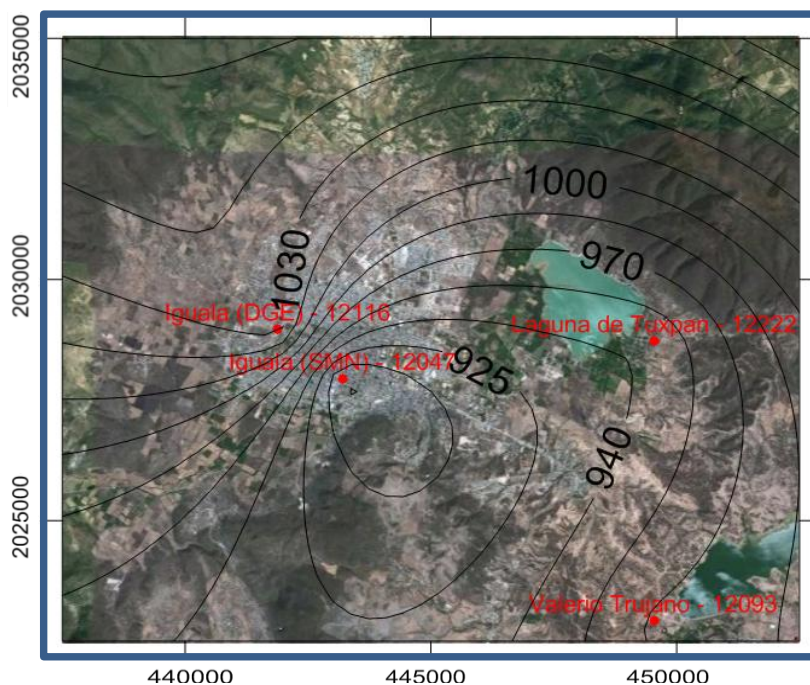 2035000
1000
970
1030
2030000
Iguala (DGE) - 12116
Laguna de Tuxpan - 12222
Iguala (SMN) - 12047
925
940
2025000
Valerio Trujano - 12093
440000
445000
450000